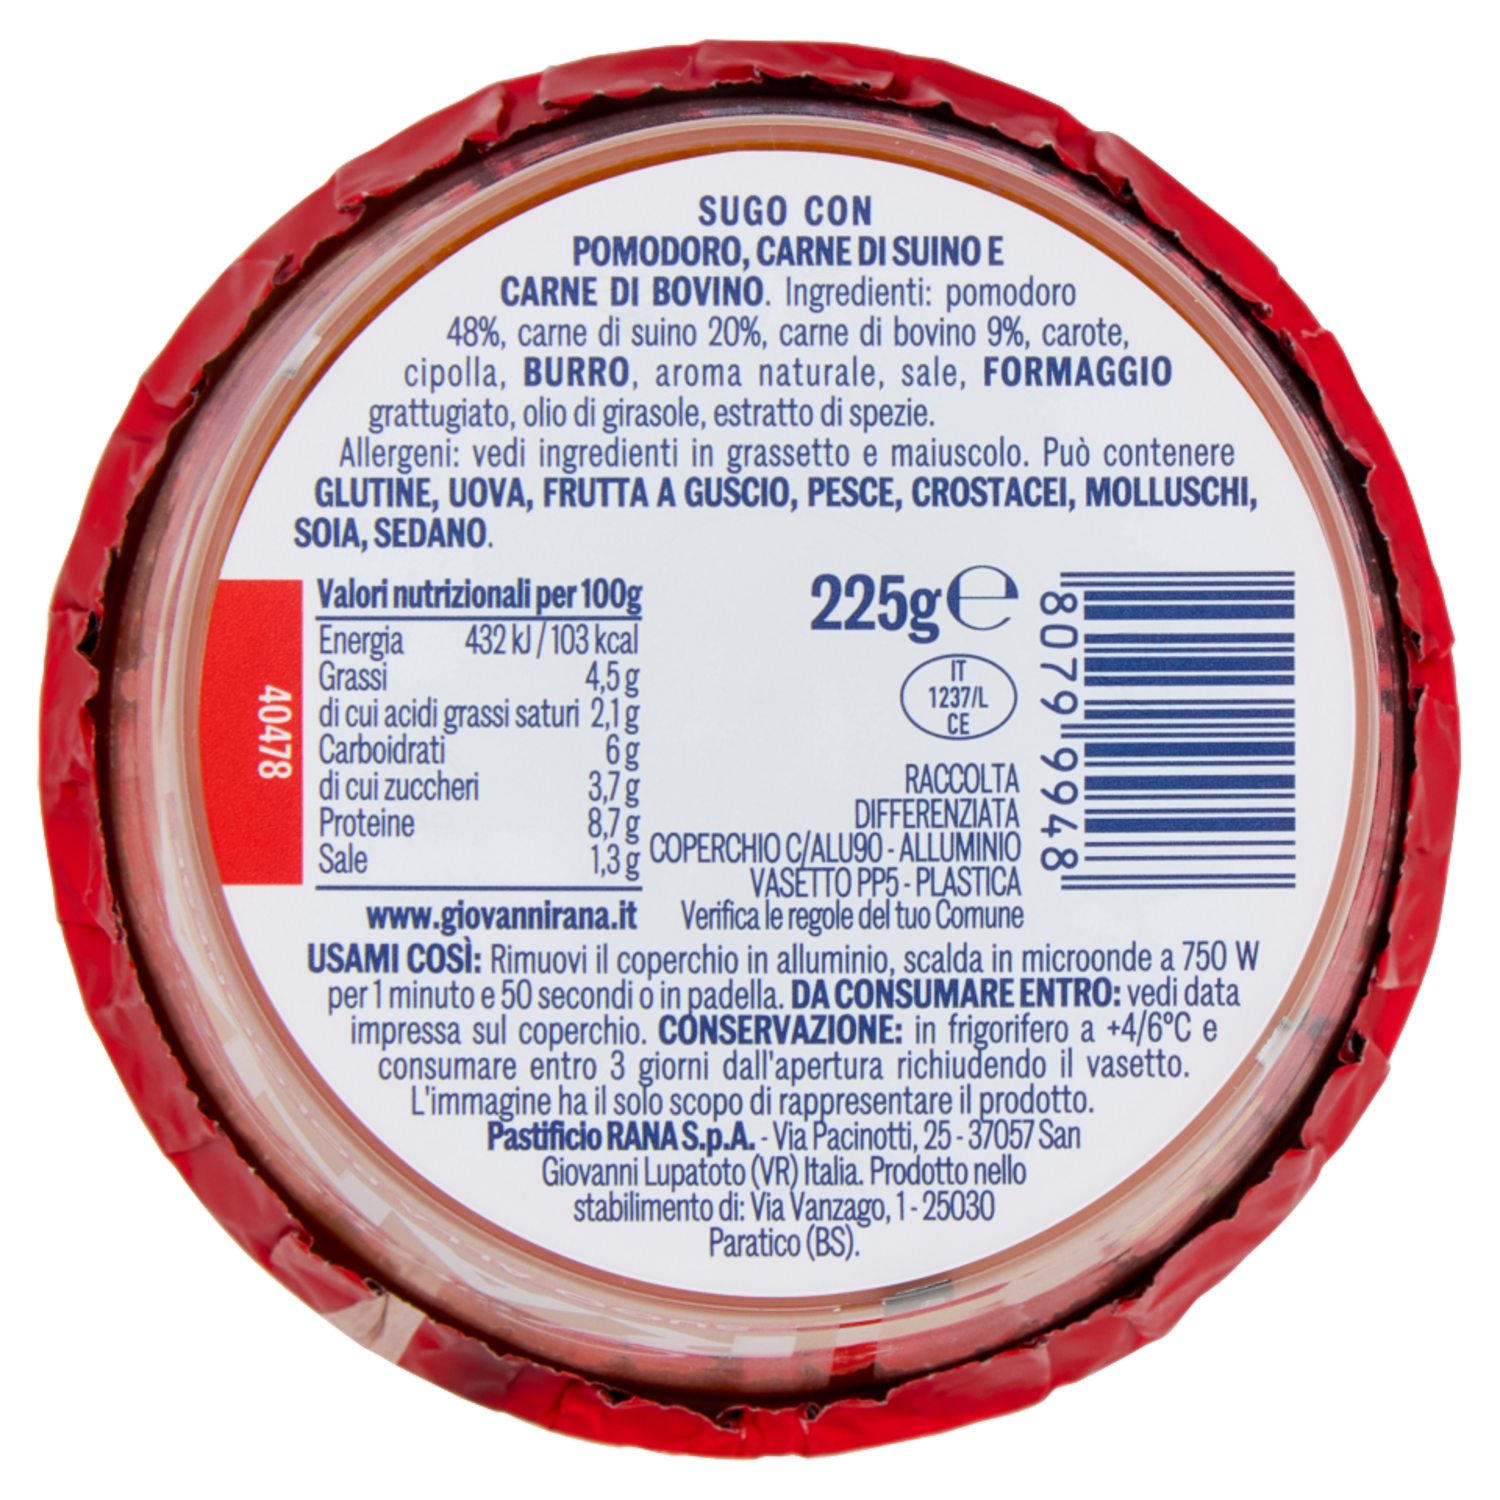 SUGO CON
POMODORO, CARNE DI SUINO E
CARNE DI BOVINO. Ingredienti: pomodoro
48%, carne di suino 20%, carne di bovino 9%, carote,
cipolla, BURRO, aroma naturale, sale, FORMAGGIO
grattugiato, olio di girasole, estratto di spezie.
Allergeni: vedi ingredienti in grassetto e maiuscolo. Può contenere
GLUTINE, UOVA, FRUTTA A GUSCIO, PESCE, CROSTACEI, MOLLUSCHI,
SOIA, SEDANO.
40478
Valori nutrizionali per 100g
Energia 432 kJ / 103 kcal
Grassi 4,5 g
di cui acidi grassi saturi 2,1 g
Carboidrati 6 g
di cui zuccheri 3,7 g
Proteine 8,7 g
Sale 1,3 g
www.giovannirana.it
225g ℮
IT
1237/L
CE
RACCOLTA
DIFFERENZIATA
COPERCHIO C/ALU90 - ALLUMINIO
VASETTO PP5 - PLASTICA
Verifica le regole del tuo Comune
8079 9948
USAMI COSÌ: Rimuovi il coperchio in alluminio, scalda in microonde a 750 W
per 1 minuto e 50 secondi o in padella. DA CONSUMARE ENTRO: vedi data
impressa sul coperchio. CONSERVAZIONE: in frigorifero a +4/6°C e
consumare entro 3 giorni dall'apertura richiudendo il vasetto.
L'immagine ha il solo scopo di rappresentare il prodotto.
Pastificio RANA S.p.A. - Via Pacinotti, 25 - 37057 San
Giovanni Lupatoto (VR) Italia. Prodotto nello
stabilimento di: Via Vanzago, 1 - 25030
Paratico (BS).